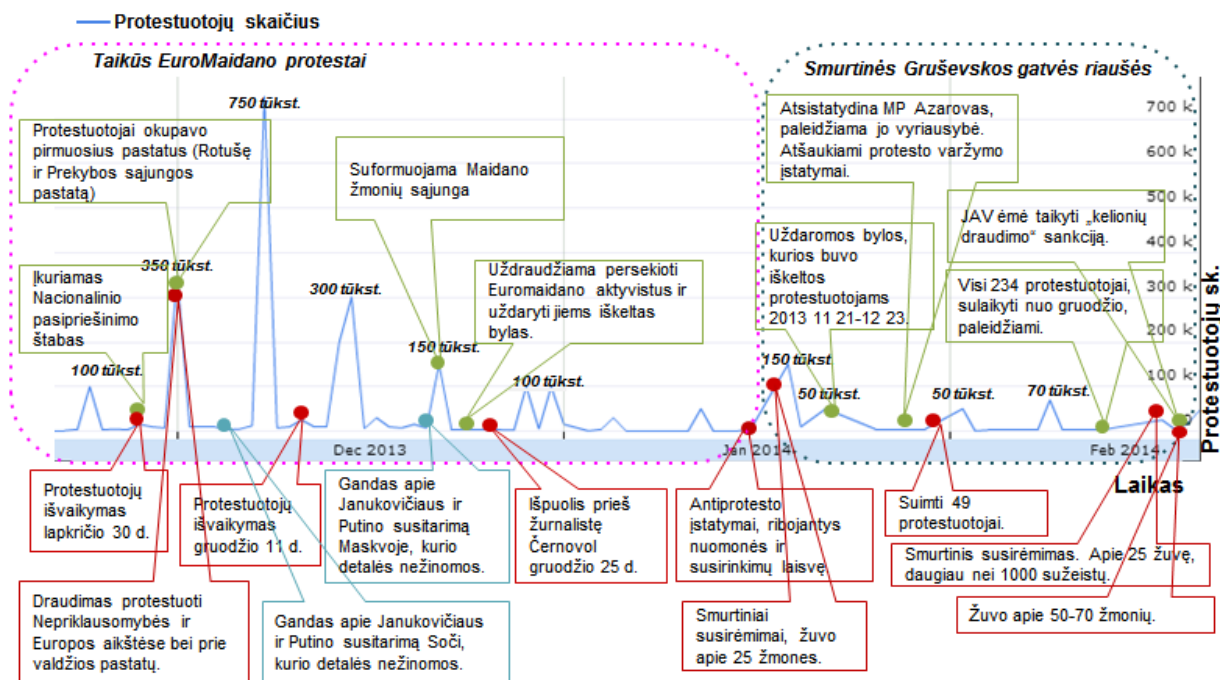 Protestuotojų skaičius
Taikūs EuroMaidano protestai
Smurtinės Gruševskos gatvės riaušės
750 tūkst.
700 k
Protestuotojai okupavo
pirmuosius pastatus (Rotušę
ir Prekybos sąjungos
pastatą)
Suformuojama Maidano
žmonių sąjunga
Atsistatydina MP Azarovas,
paleidžiama jo vyriausybė.
Atšaukiami protesto varžymo
įstatymai.
600 k
500 k
400 k
300 k
200 k
100 k
JAV ėmė taikyti „kelionių
draudimo“ sankciją.
Uždaromos bylos,
kurios buvo
iškeltos
protestuotojams
2013 11 21-12 23.
350 tūkst.
Įkuriamas
Nacionalinio
pasipriešinimo
štabas
Uždraudžiama persekioti
Euromaidano aktyvistus ir
uždaryti jiems iškeltas
bylas.
Visi 234 protestuotojai,
sulaikyti nuo gruodžio,
paleidžiami.
300 tūkst.
150 tūkst.
150 tūkst.
100 tūkst.
100 tūkst.
50 tūkst.
50 tūkst.
70 tūkst.
Protestuotojų sk.
Dec 2013
Jan 2014
Feb 2014
Laikas
Protestuotojų
išvaikymas
lapkričio 30 d.
Protestuotojų
išvaikymas
gruodžio 11 d.
Gandas apie
Janukovičiaus ir
Putino susitarimą
Maskvoje, kurio
detalės nežinomos.
Išpuolis prieš
žurnalistę
Černovol
gruodžio 25 d.
Antiprotesto
įstatymai, ribojantys
nuomonės ir
susirinkimų laisvę
Suimti 49
protestuotojai.
Smurtinis susirėmimas. Apie 25 žuvę,
daugiau nei 1000 sužeistų.
Draudimas protestuoti
Nepriklausomybės ir
Europos aikštėse bei prie
valdžios pastatų.
Gandas apie Janukovičiaus
ir Putino susitarimą Soči,
kurio detalės nežinomos.
Smurtiniai
susirėmimai, žuvo
apie 25 žmones.
Žuvo apie 50-70 žmonių.